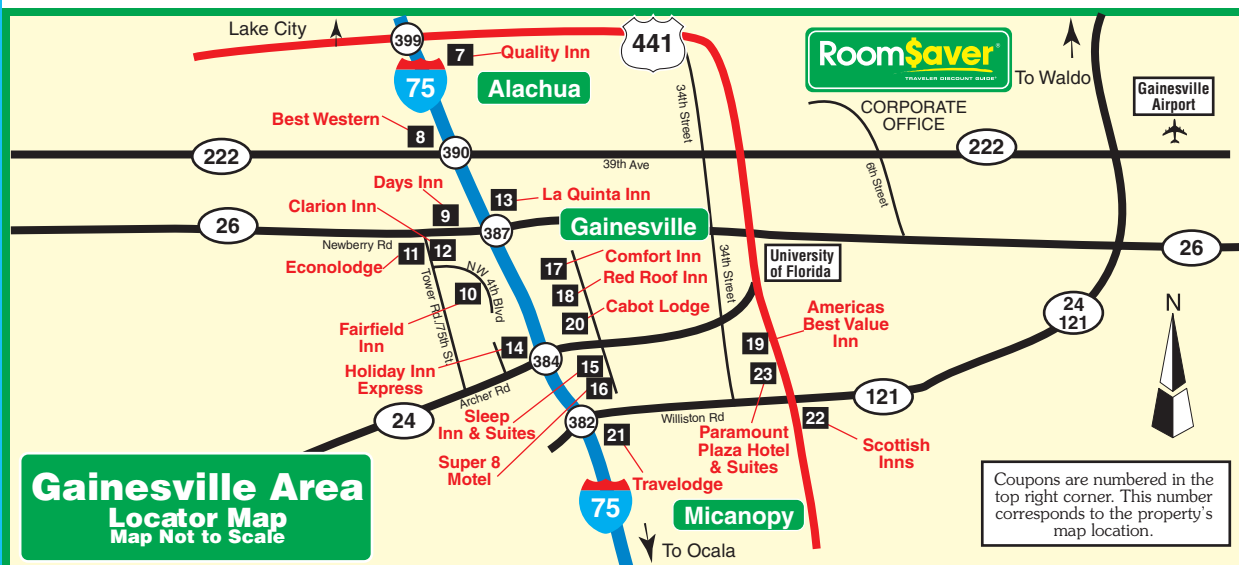 Lake City
399
7
Quality Inn
441
RoomSaver®
TRAVELER DISCOUNT GUIDE®
To Waldo
Gainesville
Airport
75
Alachua
34th Street
CORPORATE
OFFICE
Best Western
8
222
390
39th Ave
222
6th Street
Days Inn
13
La Quinta Inn
Clarion Inn
9
26
387
Gainesville
26
Newberry Rd
11
12
Econolodge
NW 4th Blvd
17
Comfort Inn
34th Street
University
of Florida
Tower Rd./75th St.
10
18
Red Roof Inn
20
Cabot Lodge
24
121
N
Fairfield
Inn
Americas
Best Value
Inn
19
14
384
15
23
Holiday Inn
Express
16
Archer Rd
24
Sleep
Inn & Suites
382
Williston Rd
121
22
21
Paramount
Plaza Hotel
& Suites
Scottish
Inns
Super 8
Motel
Travelodge
75
Micanopy
To Ocala
Gainesville Area
Locator Map
Map Not to Scale
Coupons are numbered in the
top right corner. This number
corresponds to the property's
map location.